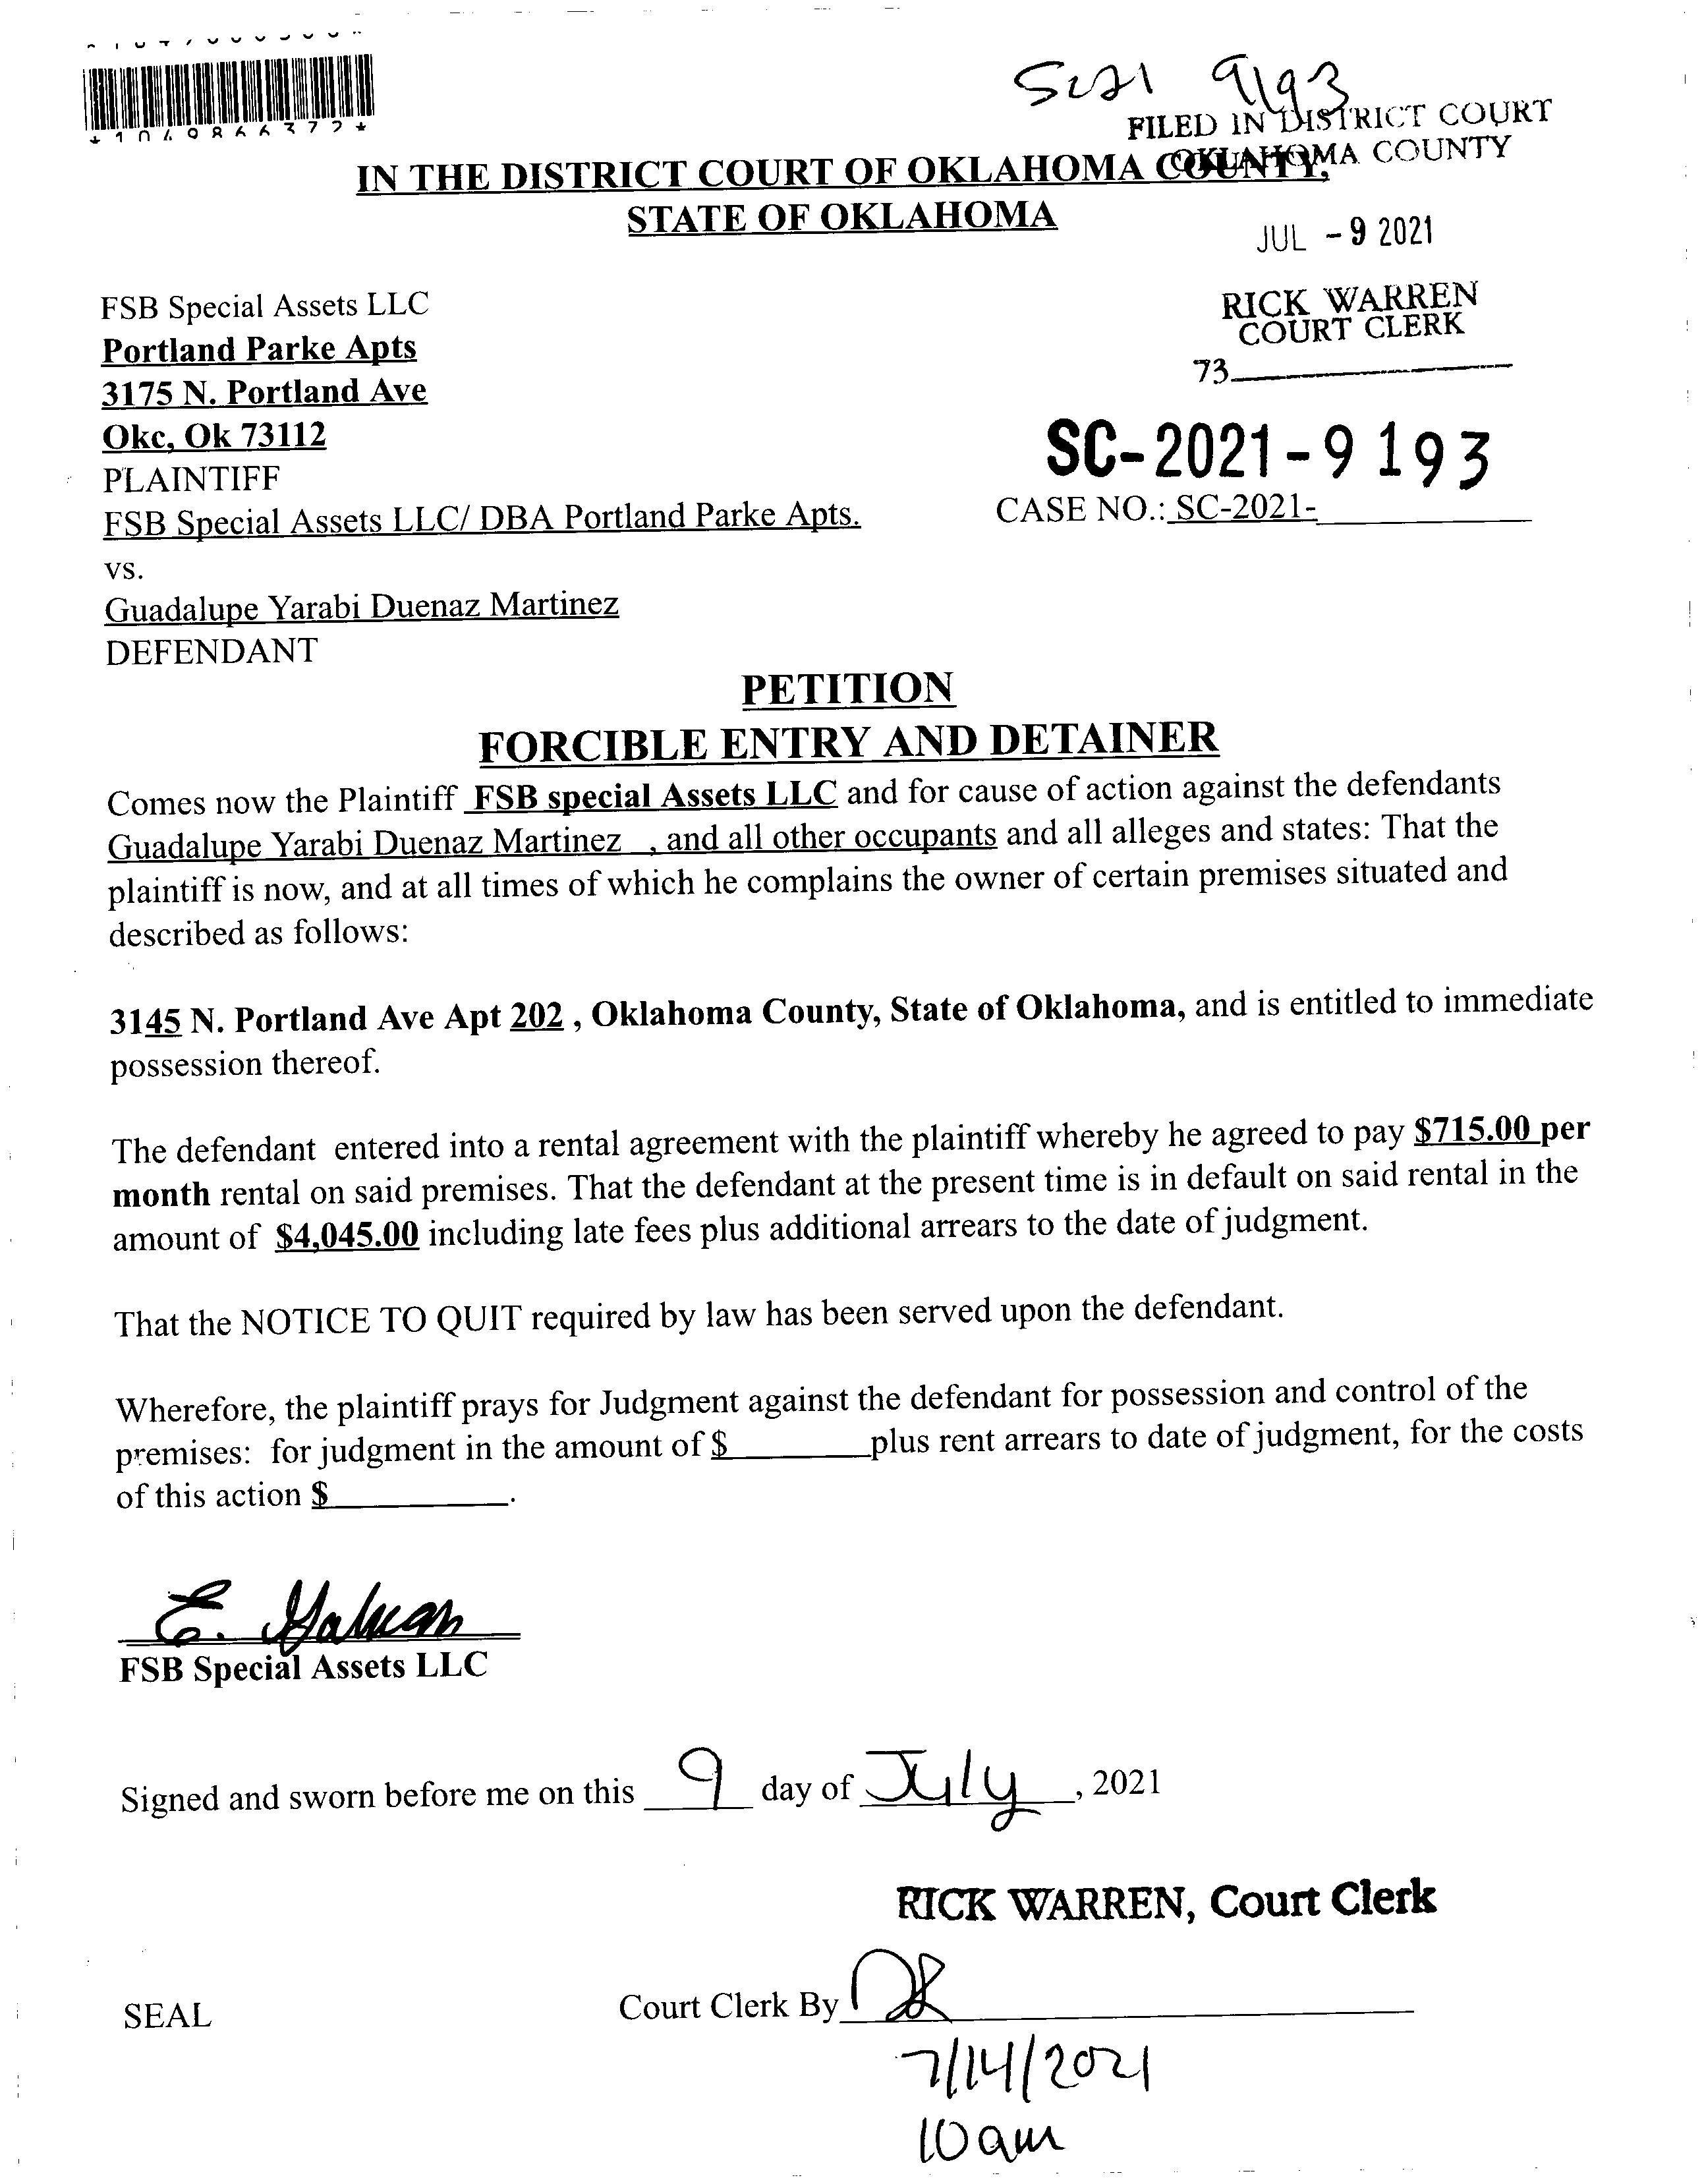 SC21 9193
FILED IN DISTRICT COURT
OKLAHOMA COUNTY
*1049866372*
IN THE DISTRICT COURT OF OKLAHOMA COUNTY,
STATE OF OKLAHOMA
JUL - 9 2021
FSB Special Assets LLC
RICK WARREN
COURT CLERK
Portland Parke Apts
73
3175 N. Portland Ave
Okc, Ok 73112
SC-2021-9193
PLAINTIFF
FSB Special Assets LLC/ DBA Portland Parke Apts.
CASE NO.: SC-2021-
vs.
Guadalupe Yarabi Duenaz Martinez
DEFENDANT
PETITION
FORCIBLE ENTRY AND DETAINER
Comes now the Plaintiff FSB special Assets LLC and for cause of action against the defendants
Guadalupe Yarabi Duenaz Martinez , and all other occupants and all alleges and states: That the
plaintiff is now, and at all times of which he complains the owner of certain premises situated and
described as follows:
3145 N. Portland Ave Apt 202 , Oklahoma County, State of Oklahoma, and is entitled to immediate
possession thereof.
The defendant entered into a rental agreement with the plaintiff whereby he agreed to pay $715.00 per
month rental on said premises. That the defendant at the present time is in default on said rental in the
amount of $4,045.00 including late fees plus additional arrears to the date of judgment.
That the NOTICE TO QUIT required by law has been served upon the defendant.
Wherefore, the plaintiff prays for Judgment against the defendant for possession and control of the
premises: for judgment in the amount of $________plus rent arrears to date of judgment, for the costs
of this action $__________.
E.
FSB Special Assets LLC
Signed and sworn before me on this 9 day of July, 2021
RICK WARREN, Court Clerk
SEAL
Court Clerk By
7/14/2021
10am